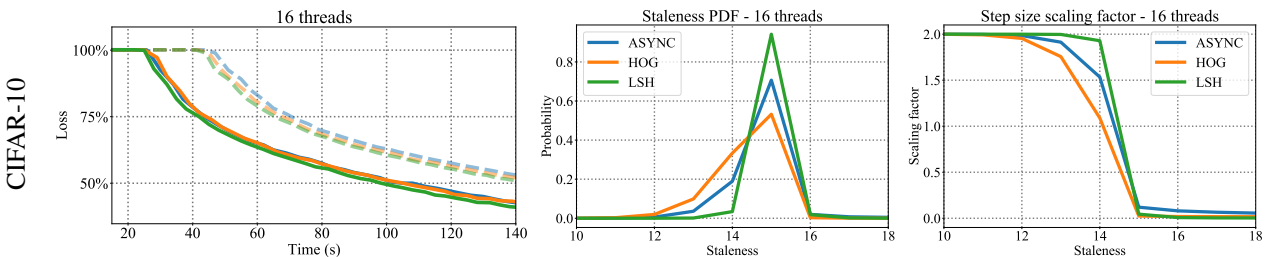 CIFAR-10
16 threads
100%
75%
50%
Loss
20 40 60 80 100 120 140
Time (s)
Staleness PDF - 16 threads
ASYNC
HOG
LSH
0.8
0.6
0.4
0.2
0.0
Probability
10 12 14 16 18
Staleness
Step size scaling factor - 16 threads
ASYNC
HOG
LSH
2.0
1.5
1.0
0.5
0.0
Scaling factor
10 12 14 16 18
Staleness